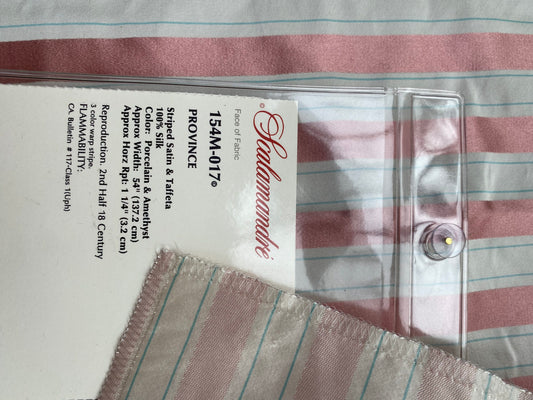 Face of Fabric
© Scalamandré
154M-017©
PROVINCE
Striped Satin & Taffeta
100% Silk
Color: Porcelain & Amethyst
Approx Width: 54" (137.2 cm)
Approx Horz Rpt: 1 1/4" (3.2 cm)
Reproduction. 2nd Half 18 Century
3 color warp stripe.
FLAMMABILITY:
CA. Bulletin # 117-Class 1(Uph)